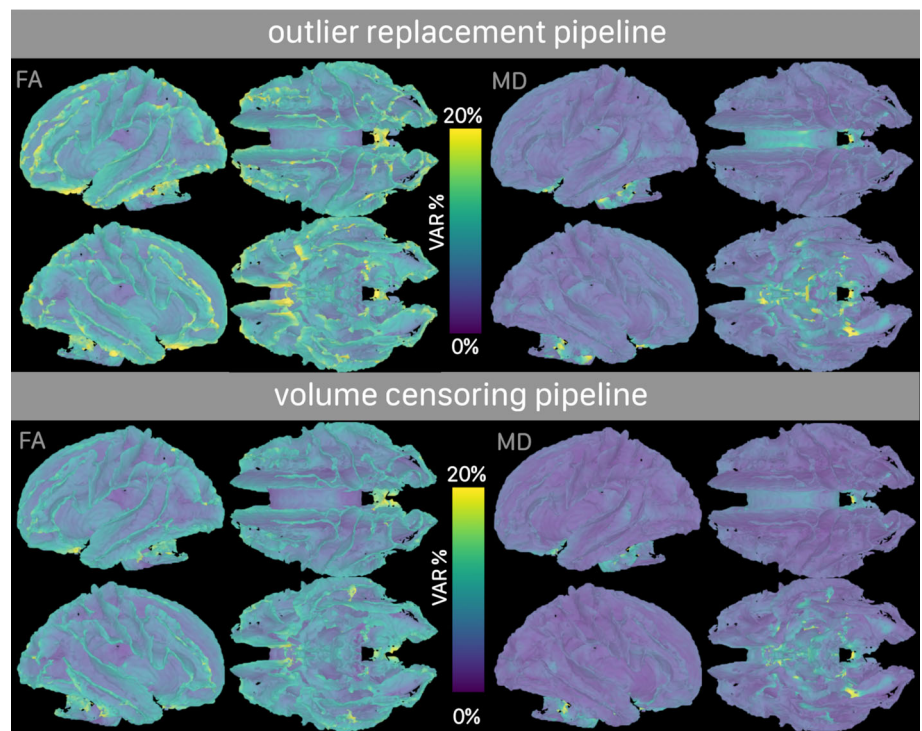 outlier replacement pipeline
FA
MD
20%
VAR %
0%
volume censoring pipeline
FA
MD
20%
VAR %
0%